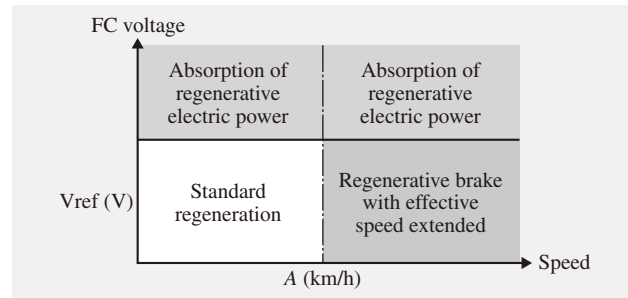 FC voltage
Absorption of
regenerative
electric power
Absorption of
regenerative
electric power
Vref (V)
Standard
regeneration
Regenerative brake
with effective
speed extended
Speed
A (km/h)